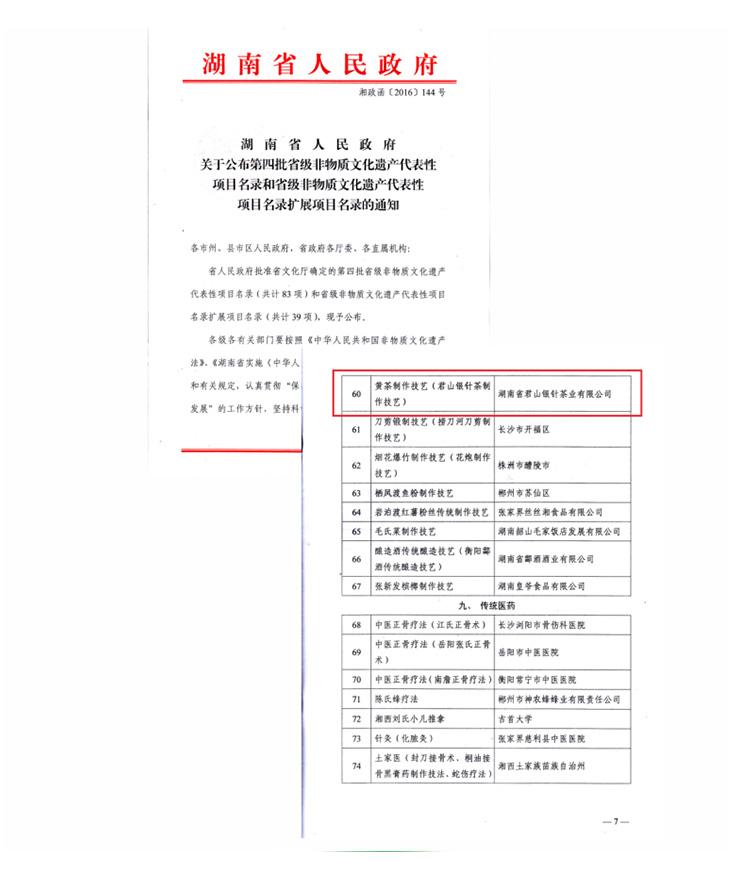 湖南省人民政府
湘政函〔2016〕144号
湖南省人民政府
关于公布第四批省级非物质文化遗产代表性
项目名录和省级非物质文化遗产代表性
项目名录扩展项目名录的通知
各市州、县市区人民政府，省政府各厅委、各直属机构：
省人民政府批准省文化厅确定的第四批省级非物质文化遗产
代表性项目名录（共计83项）和省级非物质文化遗产代表性项目
名录扩展项目名录（共计39项），现予公布。
各级各有关部门要按照《中华人民共和国非物质文化遗产
法》、《湖南省实施〈中华人
和有关规定，认真贯彻“保
发展”的工作方针，坚持科
60 黄茶制作技艺（君山银针茶制 湖南省君山银针茶业有限公司
作技艺）
61 刀剪锻制技艺（捞刀河刀剪制 长沙市开福区
作技艺）
62 烟花爆竹制作技艺（花炮制作 株洲市醴陵市
技艺）
63 栖凤渡鱼粉制作技艺 郴州市苏仙区
64 岩泊渡红薯粉丝传统制作技艺 张家界丝丝湘食品有限公司
65 毛氏菜制作技艺 湖南韶山毛家饭店发展有限公司
66 酿造酒传统酿造技艺（衡阳酃 湖南省酃酒酒业有限公司
酒传统酿造技艺）
67 张新发槟榔制作技艺 湖南皇爷食品有限公司
九、传统医药
68 中医正骨疗法（江氏正骨术） 长沙浏阳市骨伤科医院
69 中医正骨疗法（岳阳张氏正骨 岳阳市中医医院
术）
70 中医正骨疗法（南詹正骨疗法） 衡阳常宁市中医医院
71 陈氏蜂疗法 郴州市神农蜂蜂业有限责任公司
72 湘西刘氏小儿推拿 吉首大学
73 针灸（化脓灸） 张家界慈利县中医医院
74 土家医（封刀接骨术、桐油接 湘西土家族苗族自治州
骨黑膏药制作技法、蛇伤疗法）
—7—